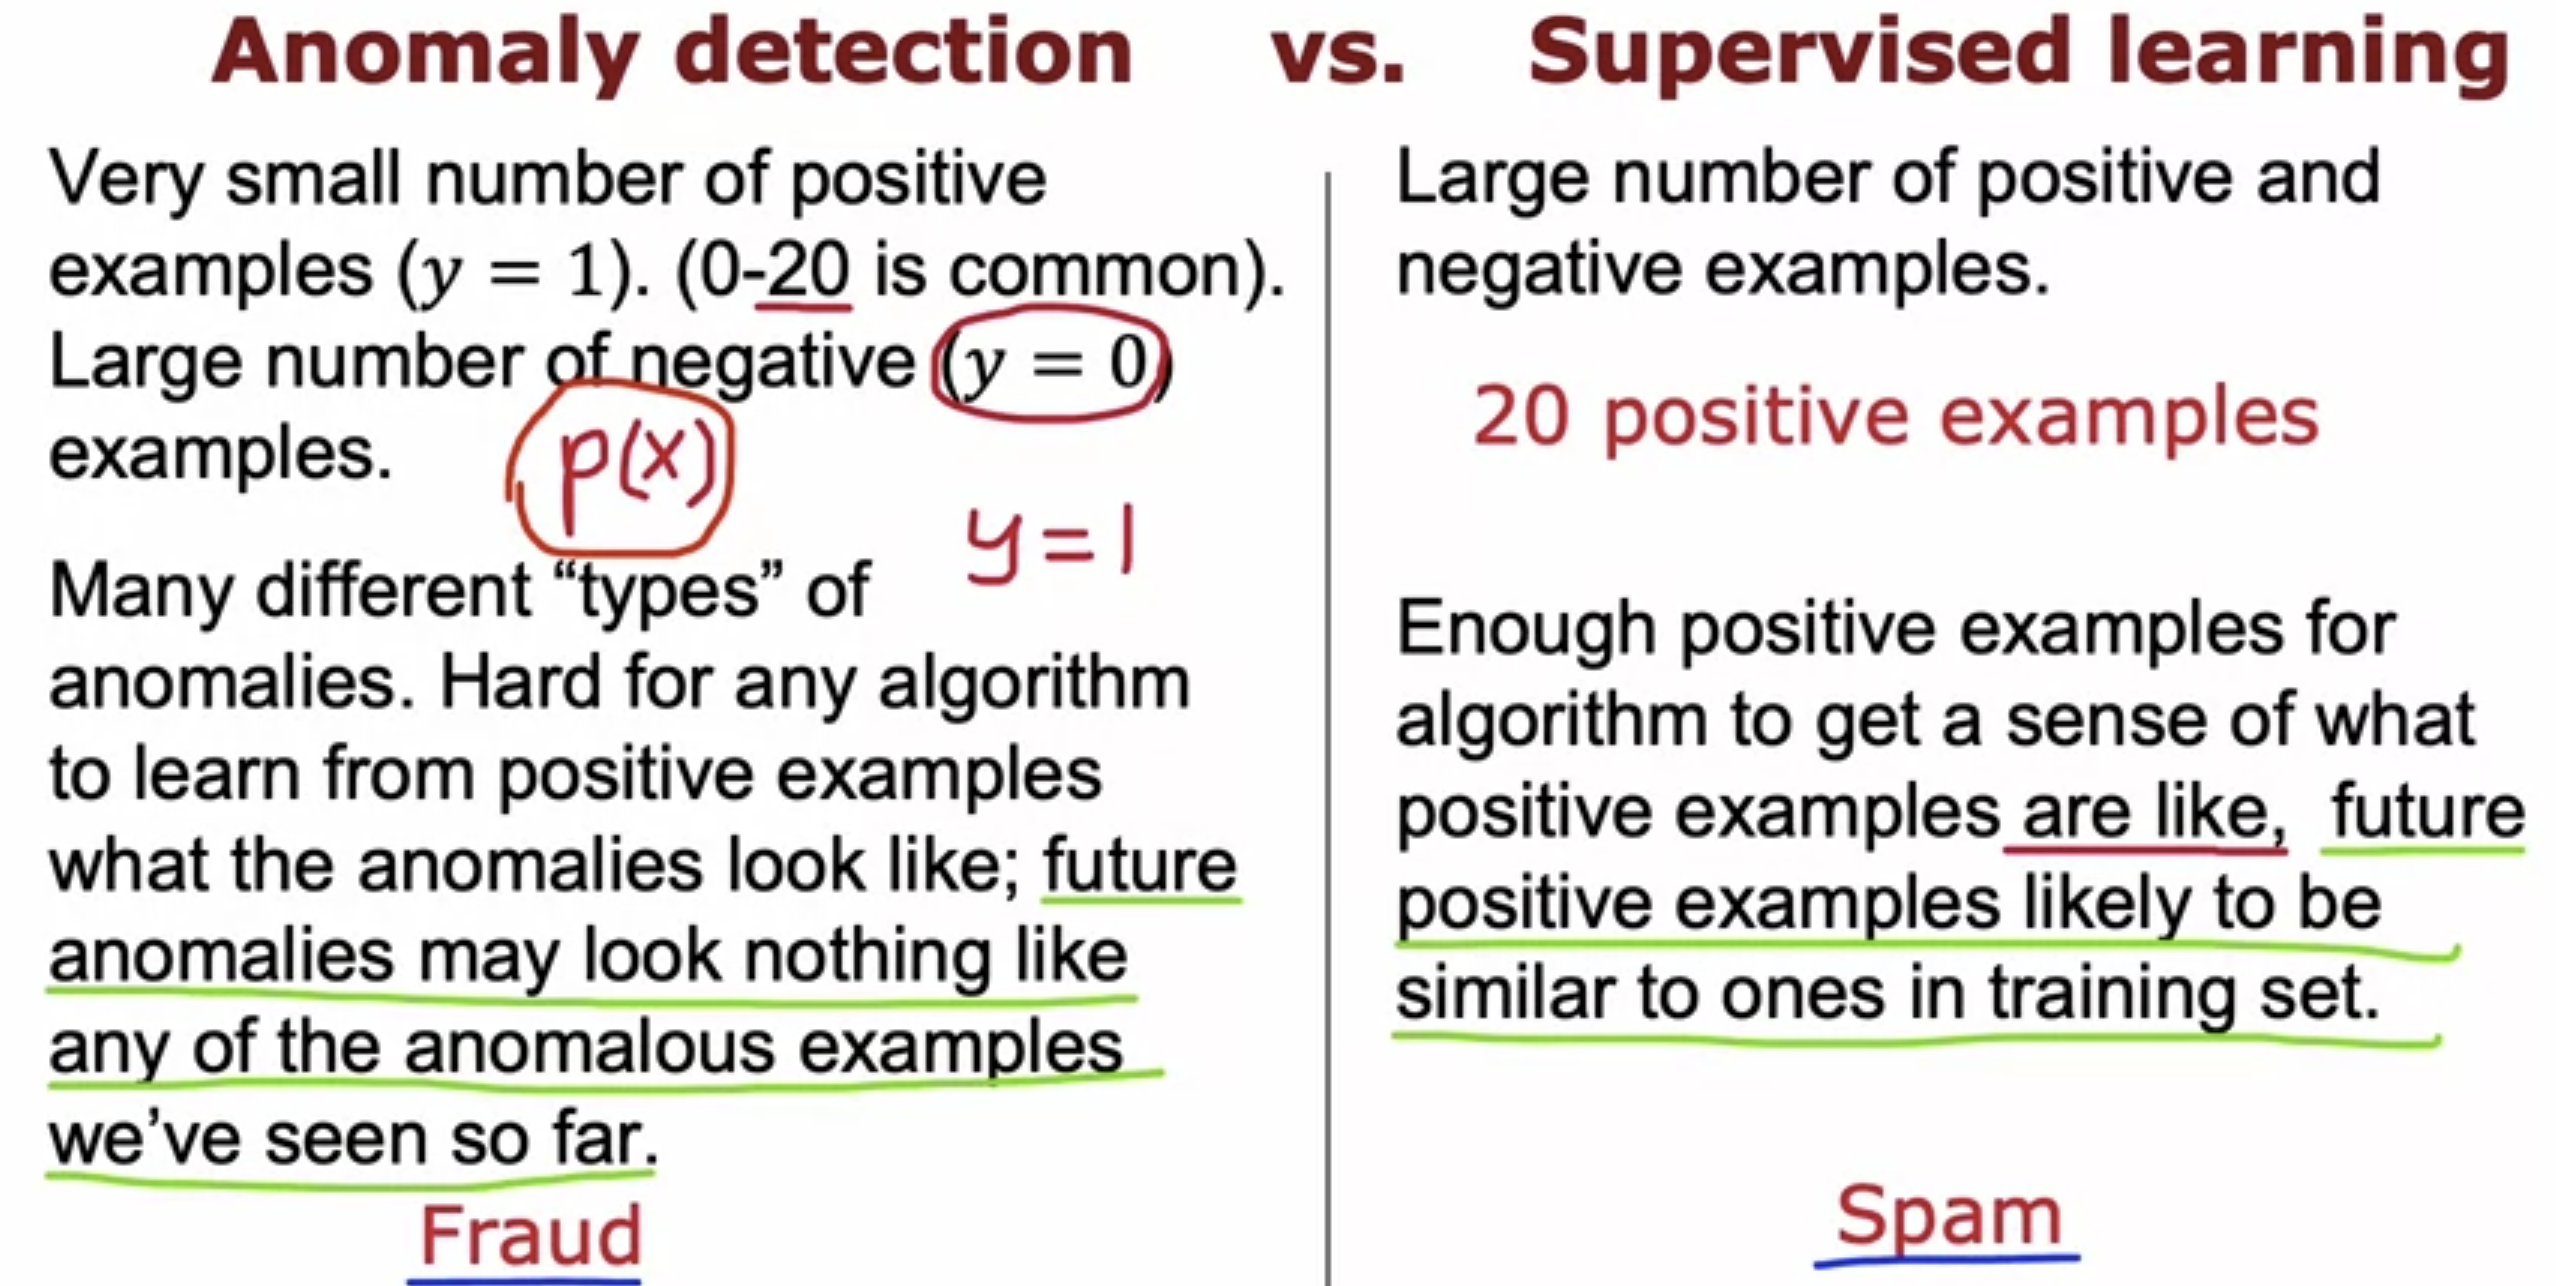 Anomaly detection vs. Supervised learning
Very small number of positive
examples (y = 1). (0-20 is common).
Large number of negative (y = 0)
examples.
p(x)
y=1
Many different “types” of
anomalies. Hard for any algorithm
to learn from positive examples
what the anomalies look like; future
anomalies may look nothing like
any of the anomalous examples
we’ve seen so far.
Fraud
Large number of positive and
negative examples.
20 positive examples
Enough positive examples for
algorithm to get a sense of what
positive examples are like, future
positive examples likely to be
similar to ones in training set.
Spam